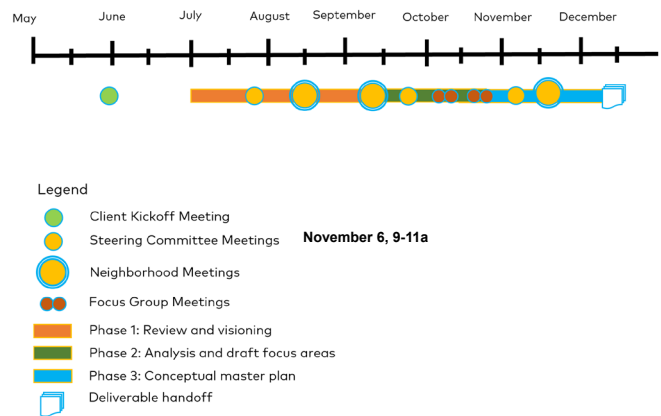 May June July August September October November December
Legend
Client Kickoff Meeting
Steering Committee Meetings November 6, 9-11a
Neighborhood Meetings
Focus Group Meetings
Phase 1: Review and visioning
Phase 2: Analysis and draft focus areas
Phase 3: Conceptual master plan
Deliverable handoff